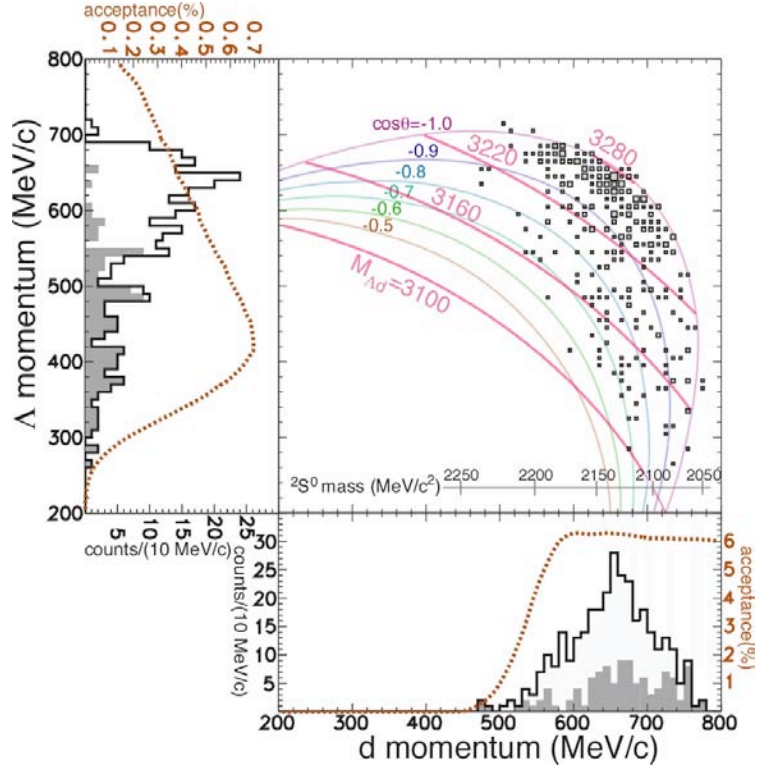 acceptance(%)
0.1 0.2 0.3 0.4 0.5 0.6 0.7
800
700
600
500
400
300
200
Λ momentum (MeV/c)
5 10 15 20 25
counts/(10 MeV/c)
cosθ=-1.0
-0.9
-0.8
-0.7
-0.6
-0.5
3220
3280
3160
M_Λd=3100
2250 2200 2150 2100 2050
²S⁰ mass (MeV/c²)
30
25
20
15
10
5
counts/(10 MeV/c)
6
5
4
3
2
1
acceptance(%)
200 300 400 500 600 700 800
d momentum (MeV/c)